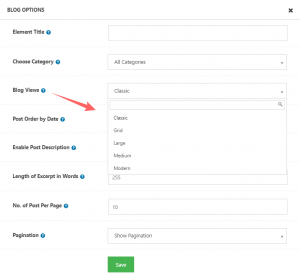 BLOG OPTIONS
Element Title
Choose Category
All Categories
Blog Views
Classic
Classic
Post Order by Date
Grid
Large
Enable Post Description
Medium
Modern
Length of Excerpt in Words
255
No. of Post Per Page
10
Pagination
Show Pagination
Save